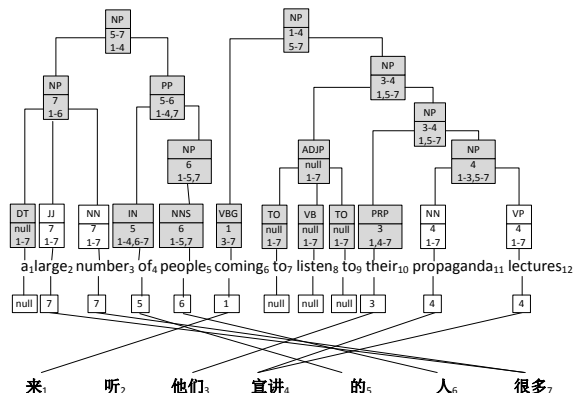 NP NP
5-7 1-4
1-4 5-7
NP
3-4
1,5-7
NP PP
7 5-6
1-6 1-4,7
NP
3-4
1,5-7
NP ADJP NP
6 null 4
1-5,7 1-7 1-3,5-7
DT JJ NN IN NNS VBG TO VB TO PRP NN VP
null 7 7 5 6 1 null null null 3 4 4
1-7 1-7 1-7 1-4,6-7 1-5,7 3-7 1-7 1-7 1-7 1,4-7 1-7 1-7
a₁large₂ number₃ of₄people₅ coming₆ to₇ listen₈ to₉ their₁₀ propaganda₁₁ lectures₁₂
null 7 7 5 6 1 null null null 3 4 4
来₁ 听₂ 他们₃ 宣讲₄ 的₅ 人₆ 很多₇